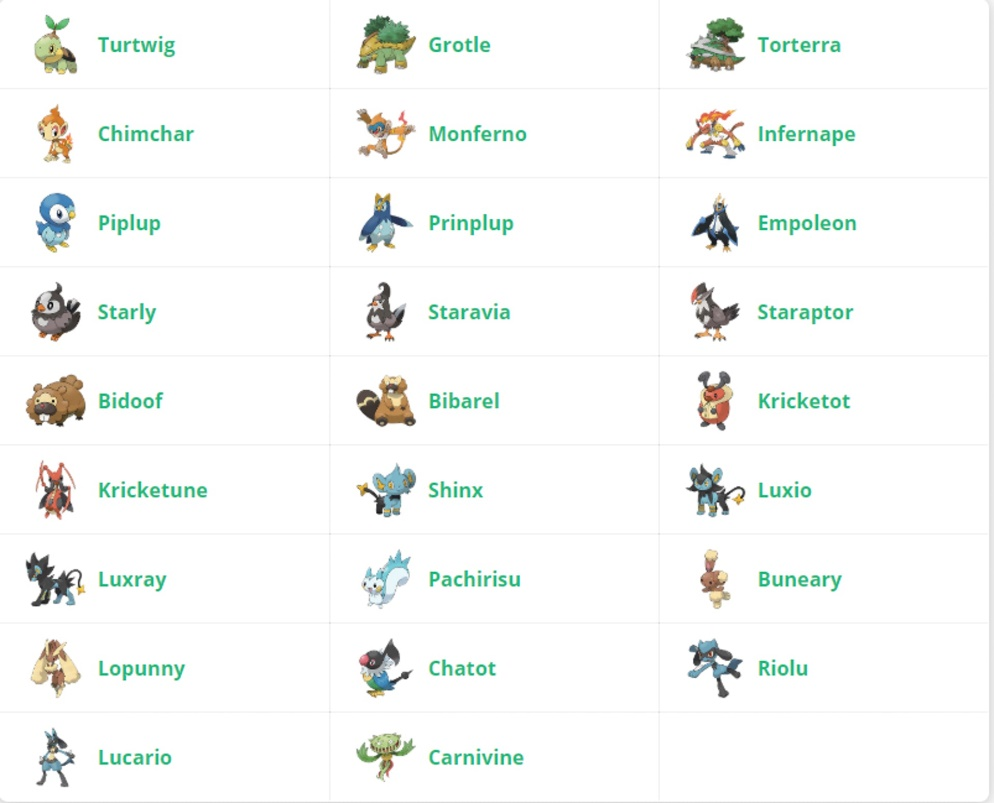 Turtwig
Grotle
Torterra
Chimchar
Monferno
Infernape
Piplup
Prinplup
Empoleon
Starly
Staravia
Staraptor
Bidoof
Bibarel
Kricketot
Kricketune
Shinx
Luxio
Luxray
Pachirisu
Buneary
Lopunny
Chatot
Riolu
Lucario
Carnivine